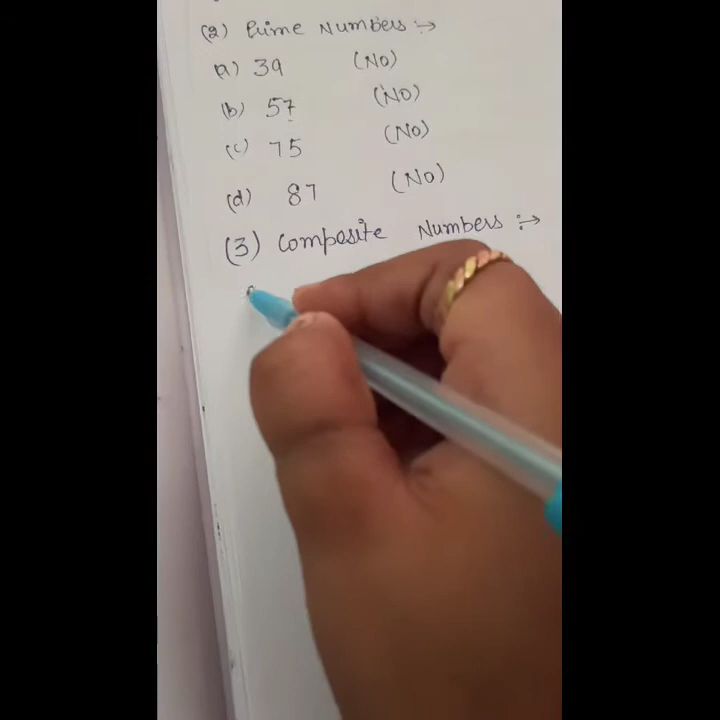 (2) Prime Numbers :→
(a) 39 (No)
(b) 57 (No)
(c) 75 (No)
(d) 87 (No)
(3) Composite Numbers :→